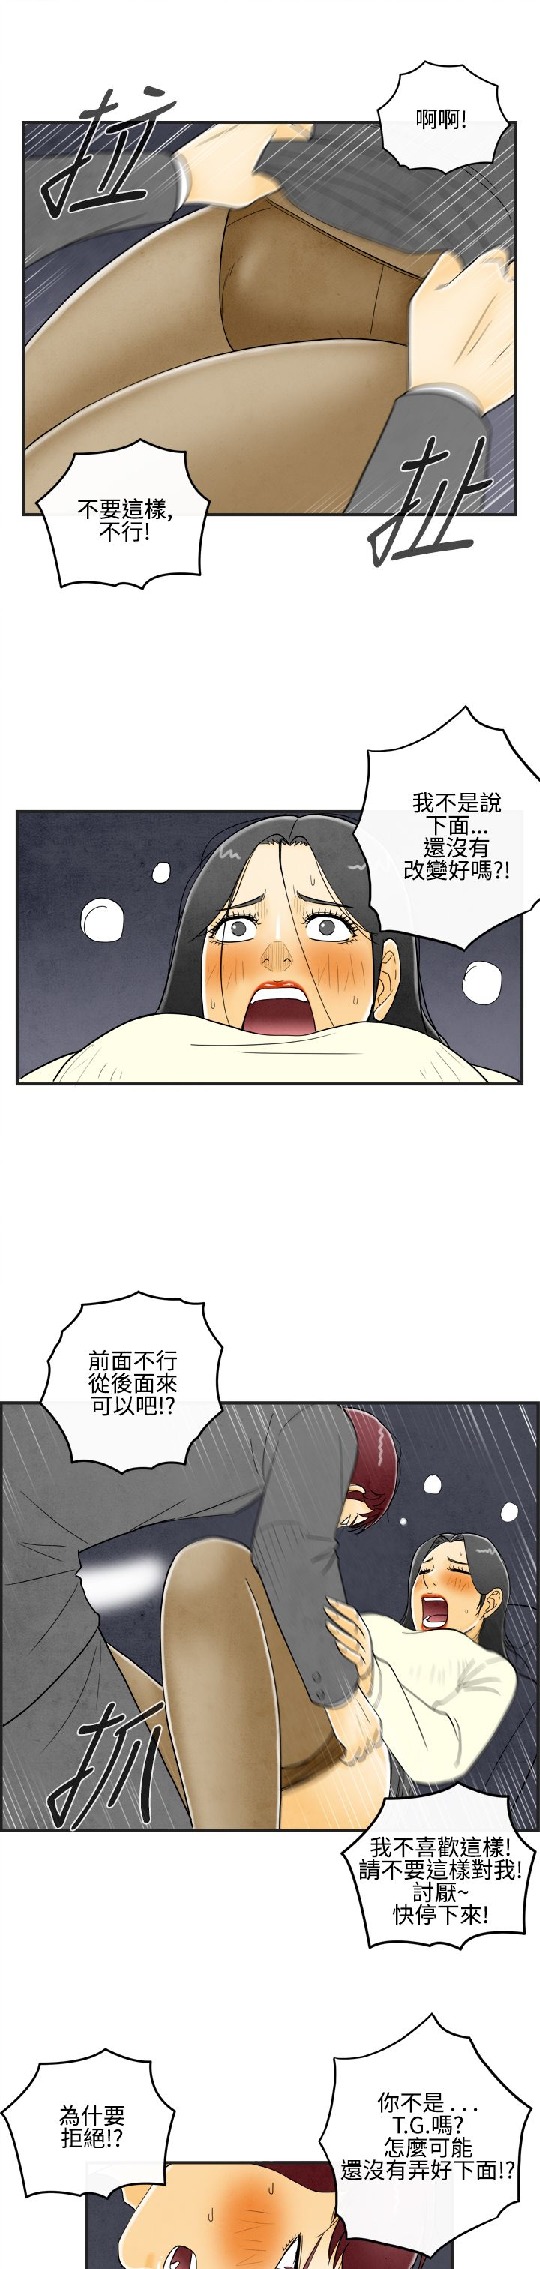 啊啊!
拉
不要這樣,
不行!
扯
我不是說
下面...
還沒有
改變好嗎?!
前面不行
從後面來
可以吧!?
抓
我不喜歡這樣!
請不要這樣對我!
討厭~
快停下來!
你不是...
T.G.嗎?
怎麼可能
還沒有弄好下面!?
為什要
拒絕!?